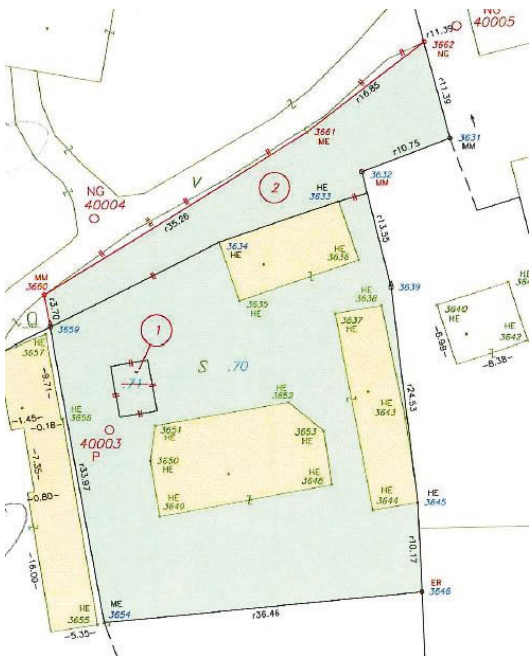 NG
40005
r11.39
3662
NG
r16.85
r11.39
3661
ME
r10.75
3631
MM
3632
MM
2
V
NG
40004
HE
3633
r35.26
r13.55
3634
HE
3636
HE
MM
3660
3635
HE
3639
r3.70
3638
HE
3637
HE
3640
HE
3659
1
HE
3657
-6.98-
HE
3642
-8.38-
S .70
.71
-9.71-
HE
3652
HE
3656
-1.45-
-0.18-
3651
HE
3653
HE
3643
HE
r24.53
40003
P
3650
HE
-7.35-
r33.97
HE
3648
-0.80-
HE
3649
HE
3644
HE
3645
-18.00-
r10.17
ER
3646
HE
3655
ME
3654
r36.46
-5.35-